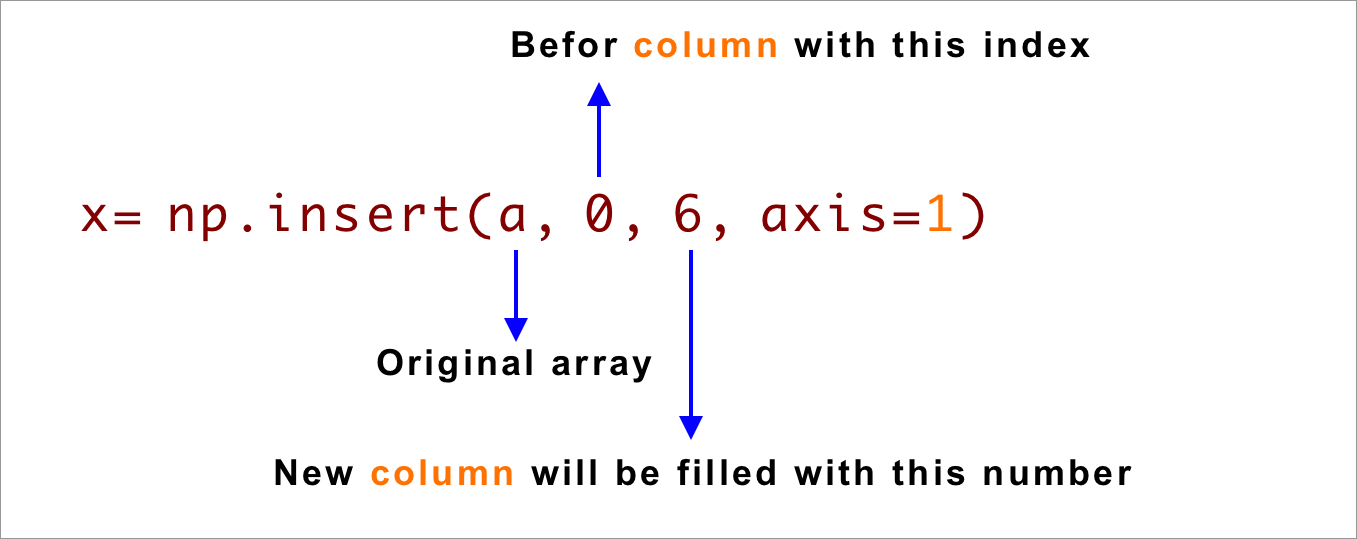 Befor column with this index
x= np.insert(a, 0, 6, axis=1)
Original array
New column will be filled with this number